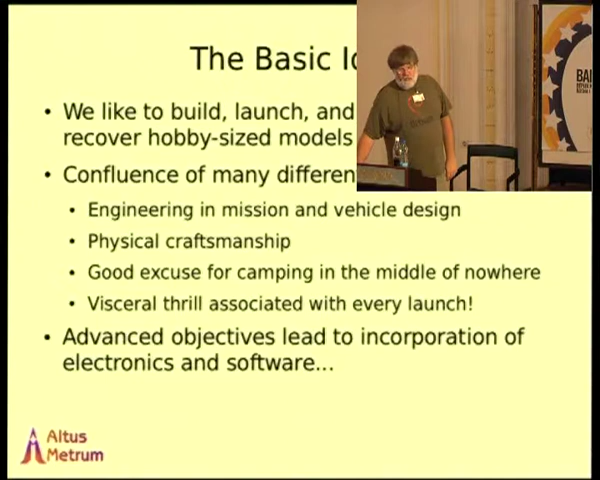 The Basic
• We like to build, launch, and
recover hobby-sized models
• Confluence of many
• Engineering in mission and vehicle design
• Physical craftsmanship
• Good excuse for camping in the middle of nowhere
• Visceral thrill associated with every launch!
• Advanced objectives lead to incorporation of
electronics and software...
Altus
Metrum